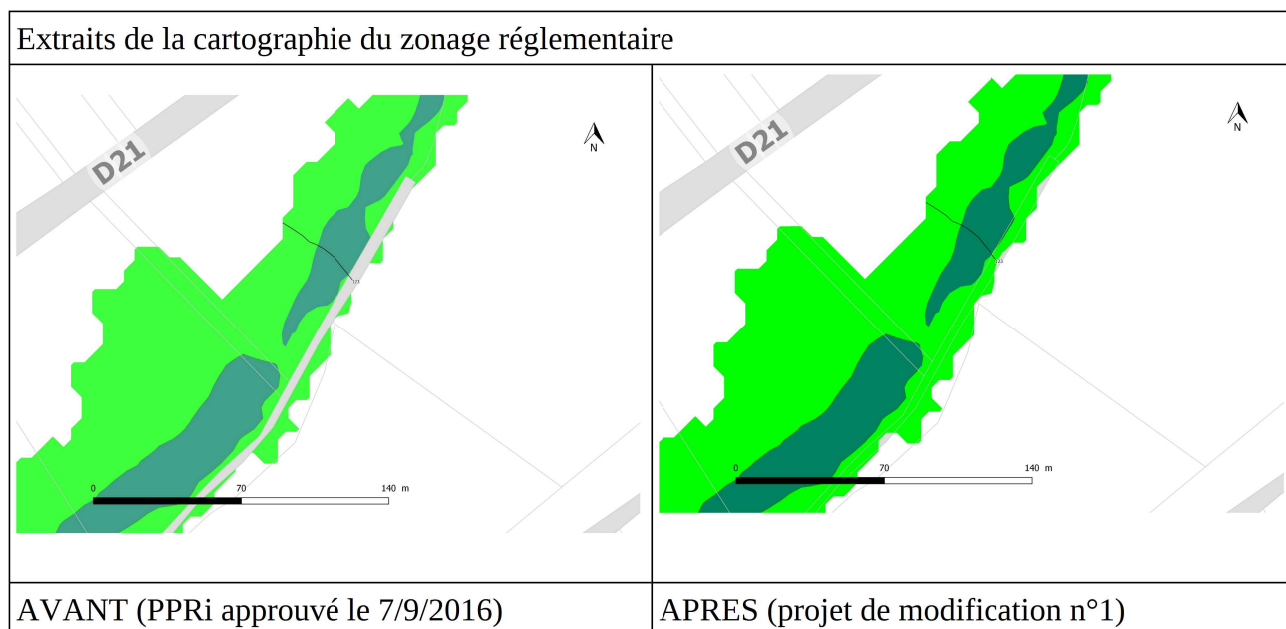 Extraits de la cartographie du zonage réglementaire
D21
N
0 70 140 m
D21
N
0 70 140 m
AVANT (PPRi approuvé le 7/9/2016)
APRES (projet de modification n°1)